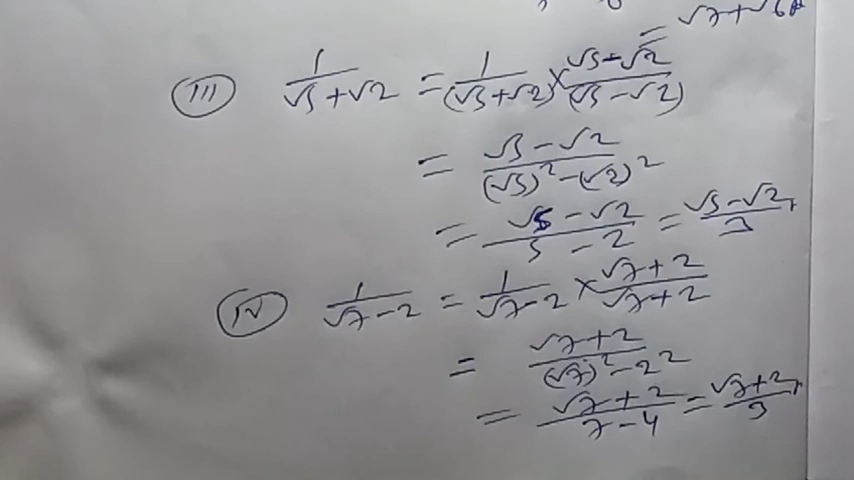 = √7+√6
(III) 1/(√5+√2) = 1/(√5+√2) × (√5-√2)/(√5-√2)
= (√5-√2)/((√5)²-(√2)²)
= (√5-√2)/(5-2) = (√5-√2)/3
(IV) 1/(√7-2) = 1/(√7-2) × (√7+2)/(√7+2)
= (√7+2)/((√7)²-2²)
= (√7+2)/(7-4) = (√7+2)/3